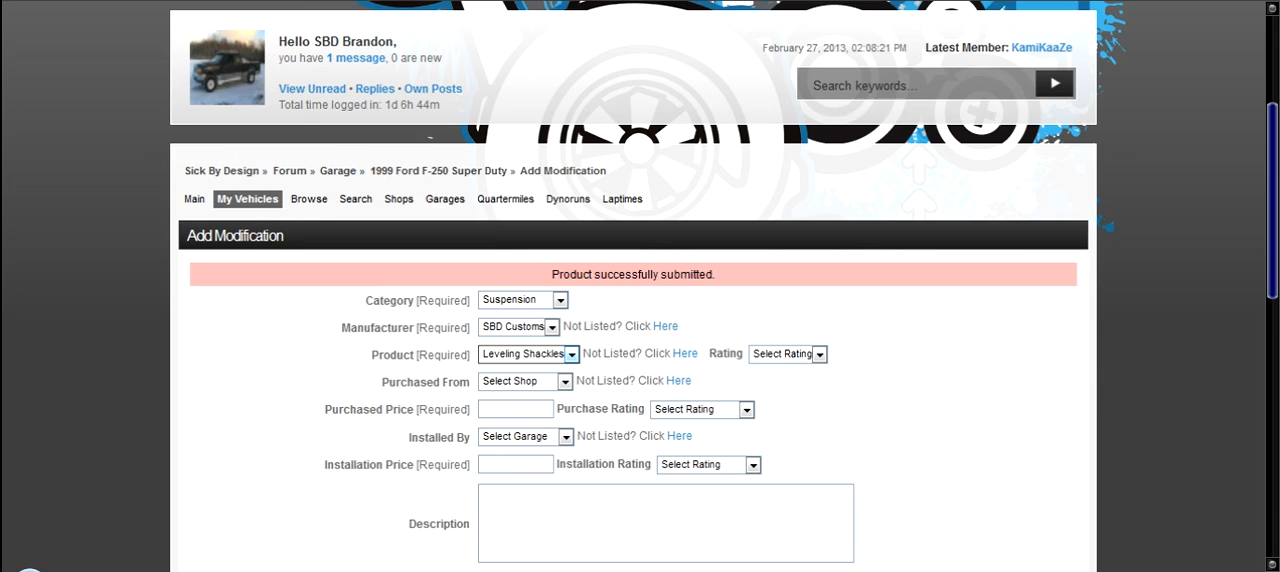 Hello SBD Brandon,
you have 1 message, 0 are new
View Unread • Replies • Own Posts
Total time logged in: 1d 6h 44m
February 27, 2013, 02:08:21 PM Latest Member: KamiKaaZe
Search keywords...
Sick By Design » Forum » Garage » 1999 Ford F-250 Super Duty » Add Modification
Main My Vehicles Browse Search Shops Garages Quartermiles Dynoruns Laptimes
Add Modification
Product successfully submitted.
Category [Required] Suspension
Manufacturer [Required] SBD Customs Not Listed? Click Here
Product [Required] Leveling Shackles Not Listed? Click Here Rating Select Rating
Purchased From Select Shop Not Listed? Click Here
Purchased Price [Required] Purchase Rating Select Rating
Installed By Select Garage Not Listed? Click Here
Installation Price [Required] Installation Rating Select Rating
Description